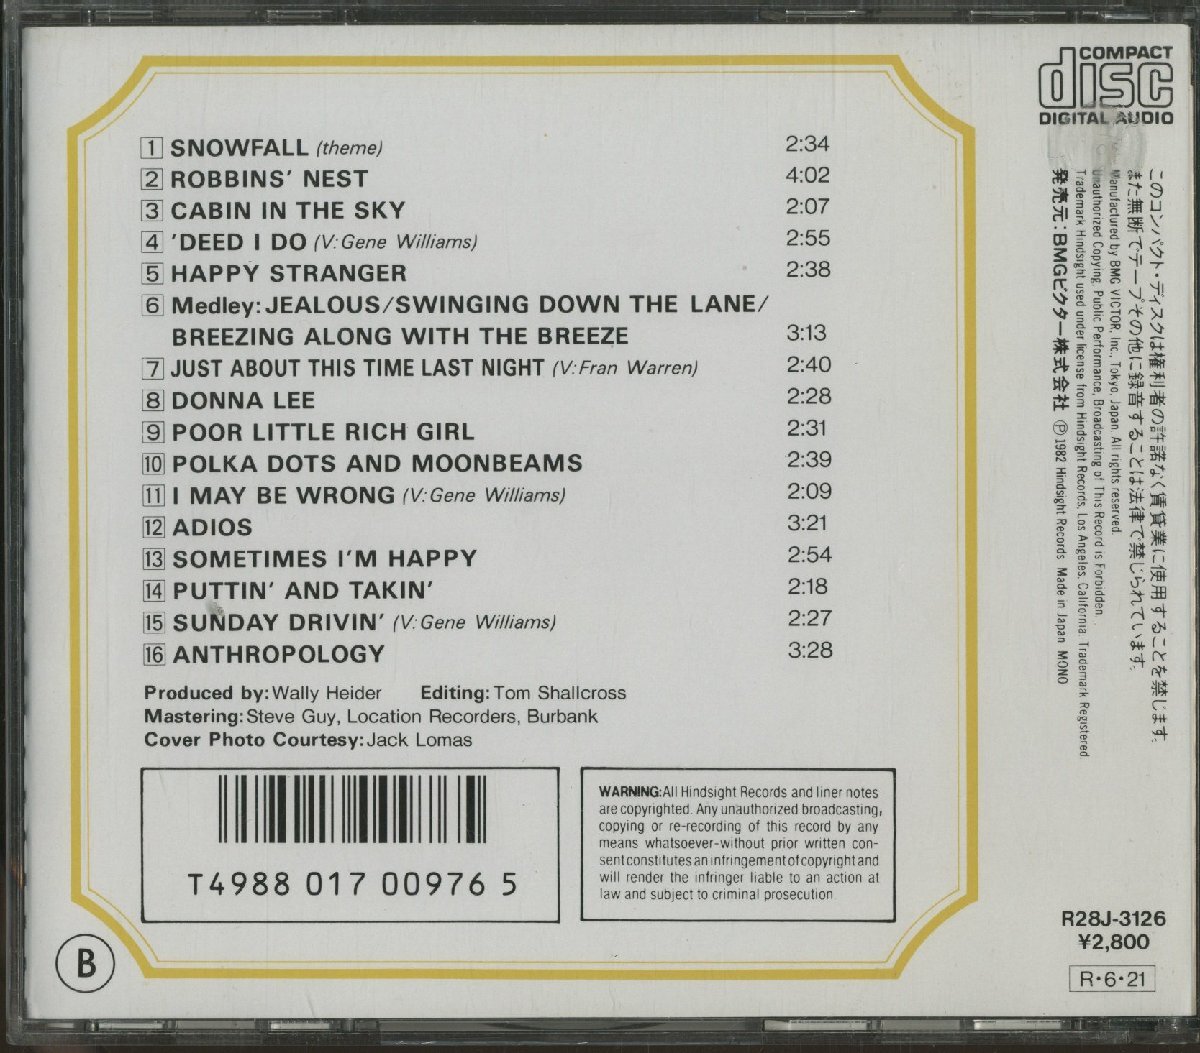 COMPACT
disc
DIGITAL AUDIO
1 SNOWFALL (theme) 2:34
2 ROBBINS' NEST 4:02
3 CABIN IN THE SKY 2:07
4 'DEED I DO (V: Gene Williams) 2:55
5 HAPPY STRANGER 2:38
6 Medley: JEALOUS/SWINGING DOWN THE LANE/
BREEZING ALONG WITH THE BREEZE 3:13
7 JUST ABOUT THIS TIME LAST NIGHT (V: Fran Warren) 2:40
8 DONNA LEE 2:28
9 POOR LITTLE RICH GIRL 2:31
10 POLKA DOTS AND MOONBEAMS 2:39
11 I MAY BE WRONG (V: Gene Williams) 2:09
12 ADIOS 3:21
13 SOMETIMES I'M HAPPY 2:54
14 PUTTIN' AND TAKIN' 2:18
15 SUNDAY DRIVIN' (V: Gene Williams) 2:27
16 ANTHROPOLOGY 3:28
Produced by: Wally Heider Editing: Tom Shallcross
Mastering: Steve Guy, Location Recorders, Burbank
Cover Photo Courtesy: Jack Lomas
T4988 017 00976 5
WARNING: All Hindsight Records and liner notes
are copyrighted. Any unauthorized broadcasting,
copying or re-recording of this record by any
means whatsoever-without prior written con-
sent constitutes an infringement of copyright and
will render the infringer liable to an action at
law and subject to criminal prosecution.
B
このコンパクト・ディスクは権利者の許諾なく賃貸業に使用することを禁じます。
また無断でテープその他に録音することは法律で禁じられています。
Manufactured by BMG VICTOR, Inc., Tokyo, Japan. All rights reserved.
Unauthorized Copying, Public Performance, Broadcasting of This Record is Forbidden.
Trademark Hindsight used under license from Hindsight Records, Los Angeles, California. Trademark Registered.
発売元：BMGビクター株式会社 ℗1982 Hindsight Records Made in Japan MONO
R28J-3126
¥2,800
R・6・21